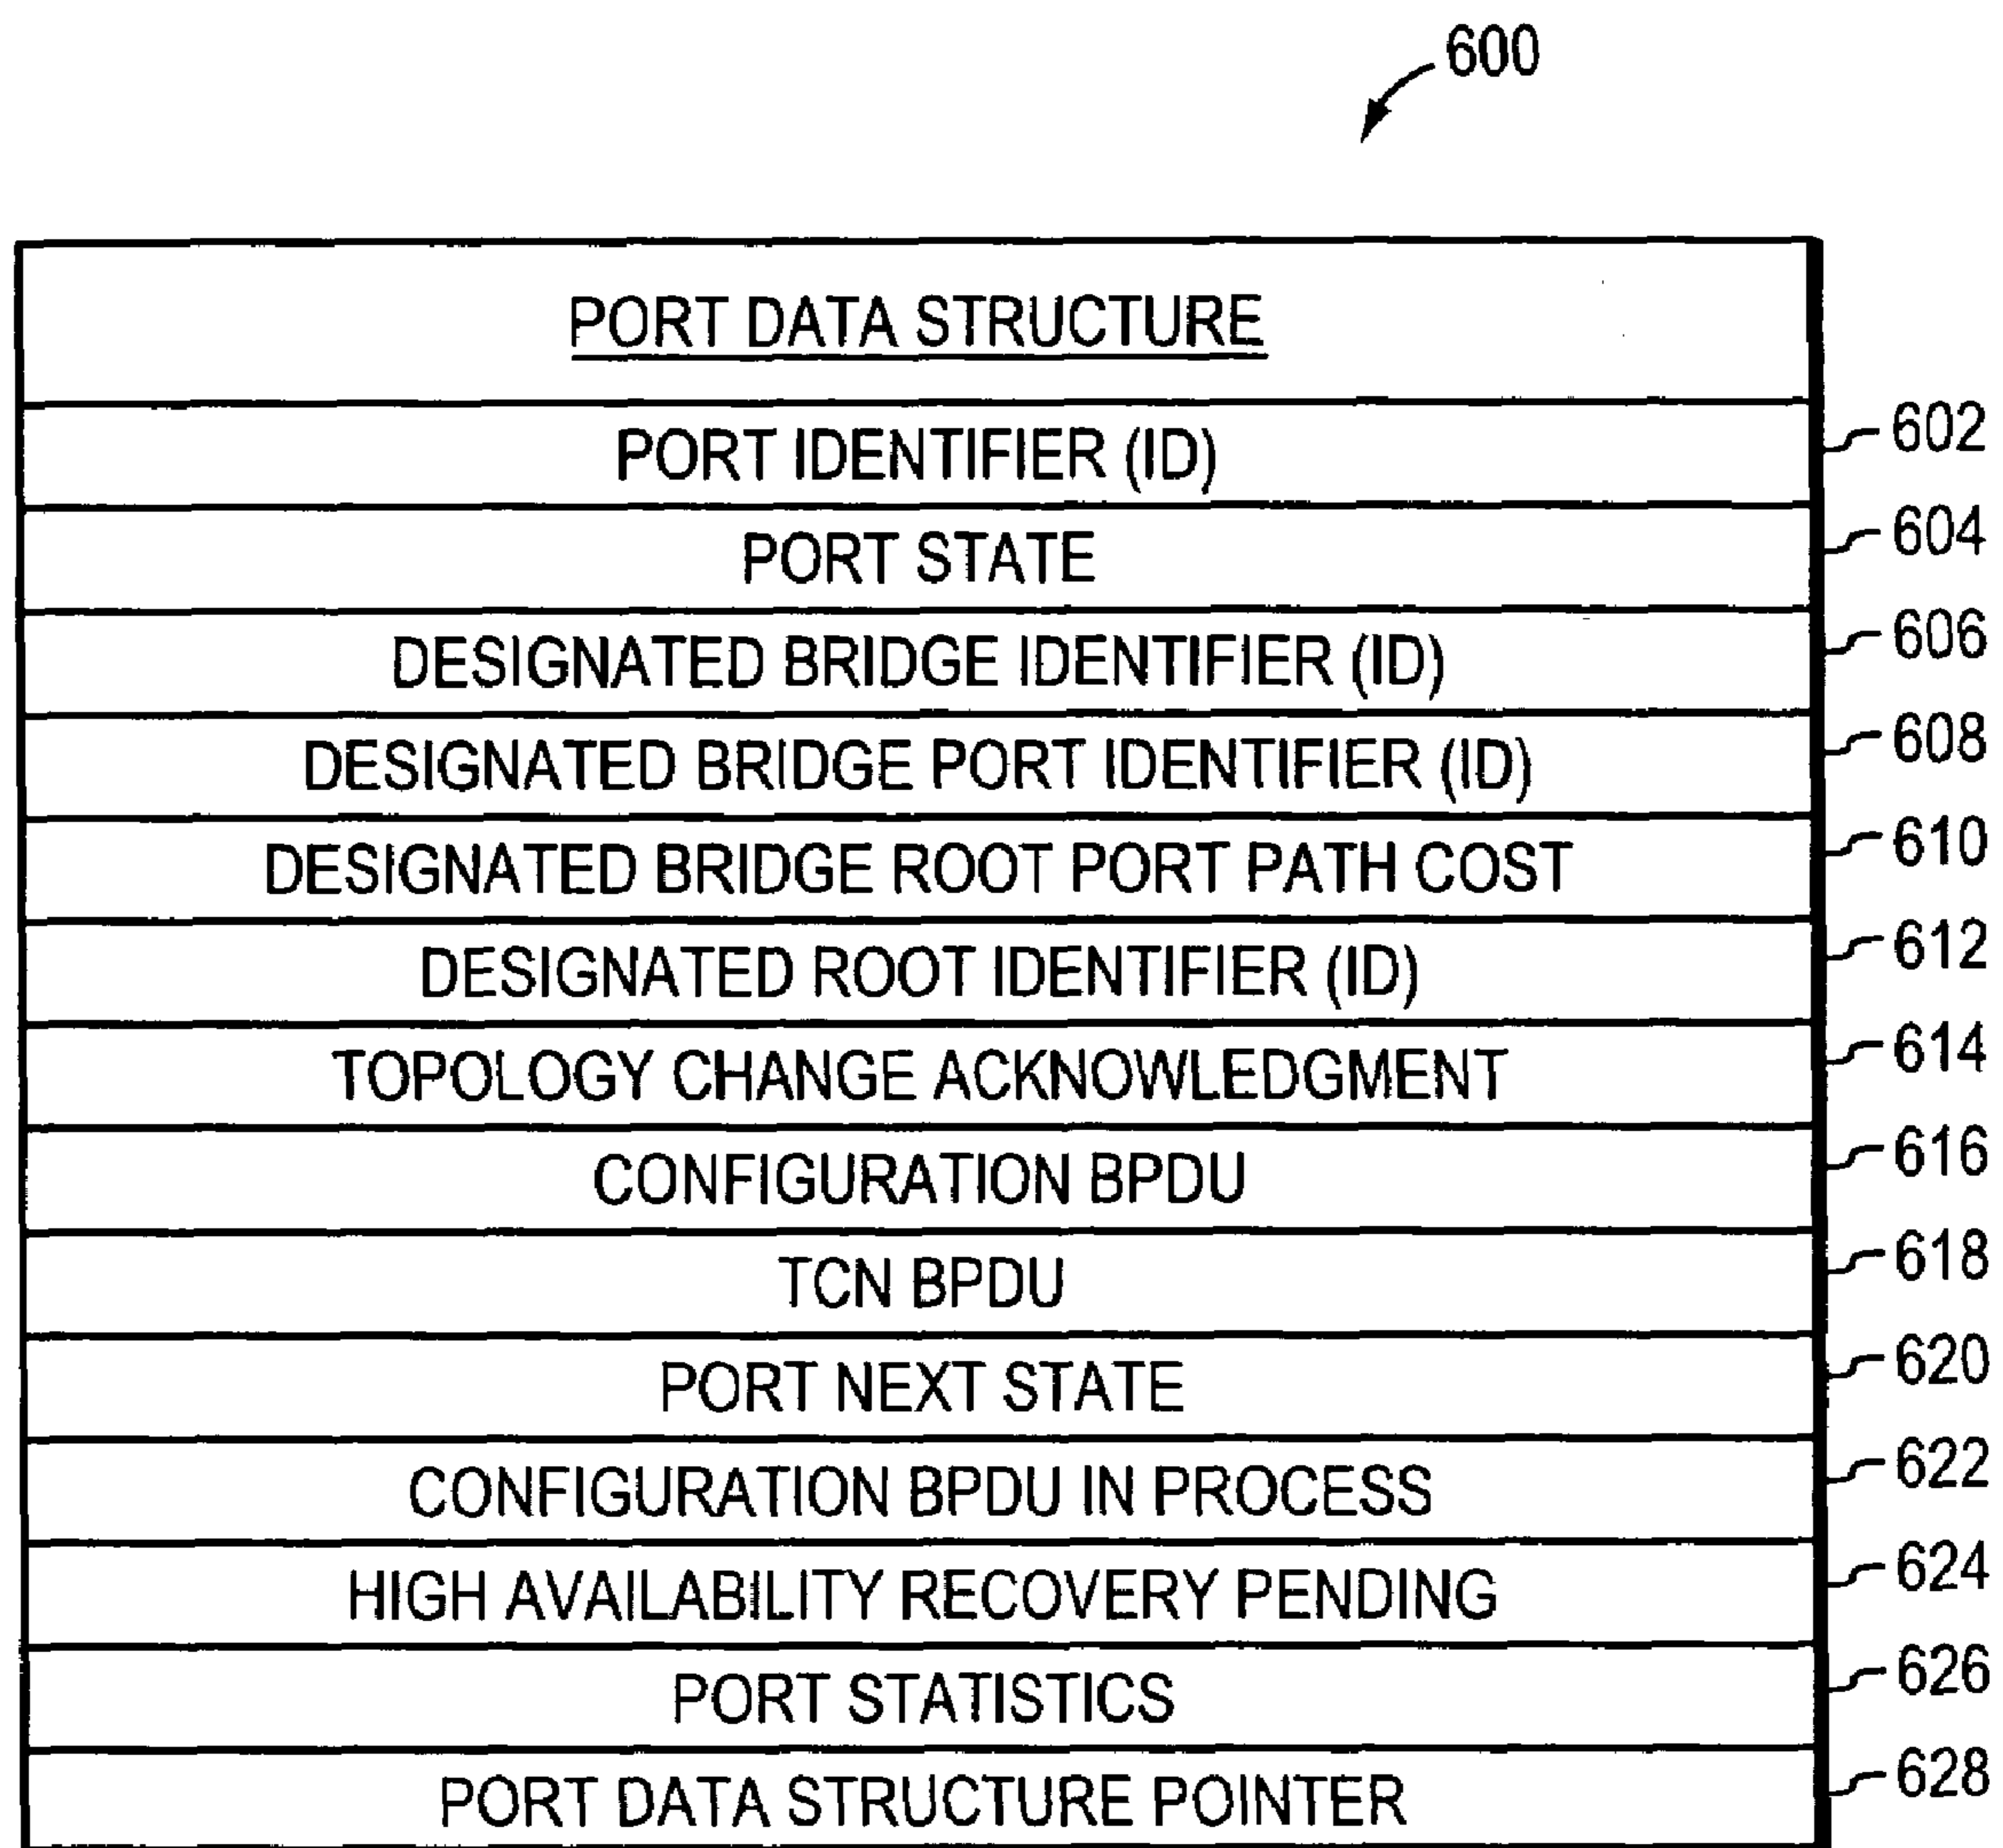 600
PORT DATA STRUCTURE
PORT IDENTIFIER (ID) 602
PORT STATE 604
DESIGNATED BRIDGE IDENTIFIER (ID) 606
DESIGNATED BRIDGE PORT IDENTIFIER (ID) 608
DESIGNATED BRIDGE ROOT PORT PATH COST 610
DESIGNATED ROOT IDENTIFIER (ID) 612
TOPOLOGY CHANGE ACKNOWLEDGMENT 614
CONFIGURATION BPDU 616
TCN BPDU 618
PORT NEXT STATE 620
CONFIGURATION BPDU IN PROCESS 622
HIGH AVAILABILITY RECOVERY PENDING 624
PORT STATISTICS 626
PORT DATA STRUCTURE POINTER 628